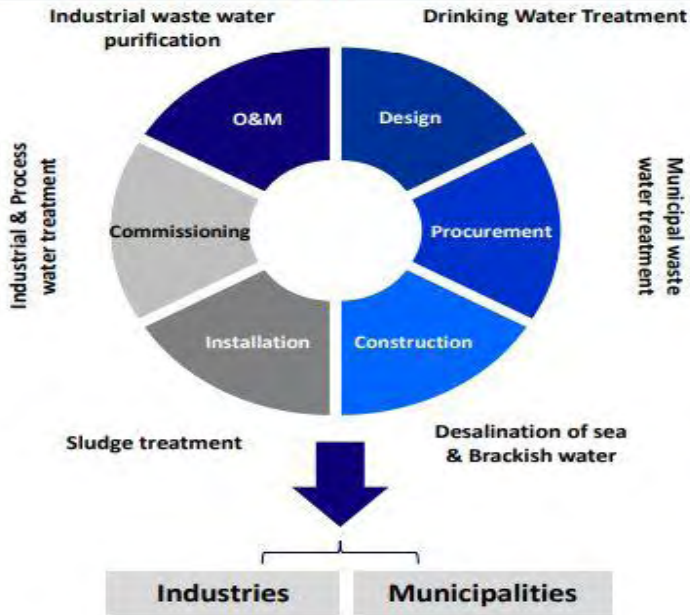 Industrial waste water
purification
Drinking Water Treatment
O&M
Design
Industrial & Process
water treatment
Commissioning
Procurement
Municipal waste
water treatment
Installation
Construction
Sludge treatment
Desalination of sea
& Brackish water
Industries
Municipalities